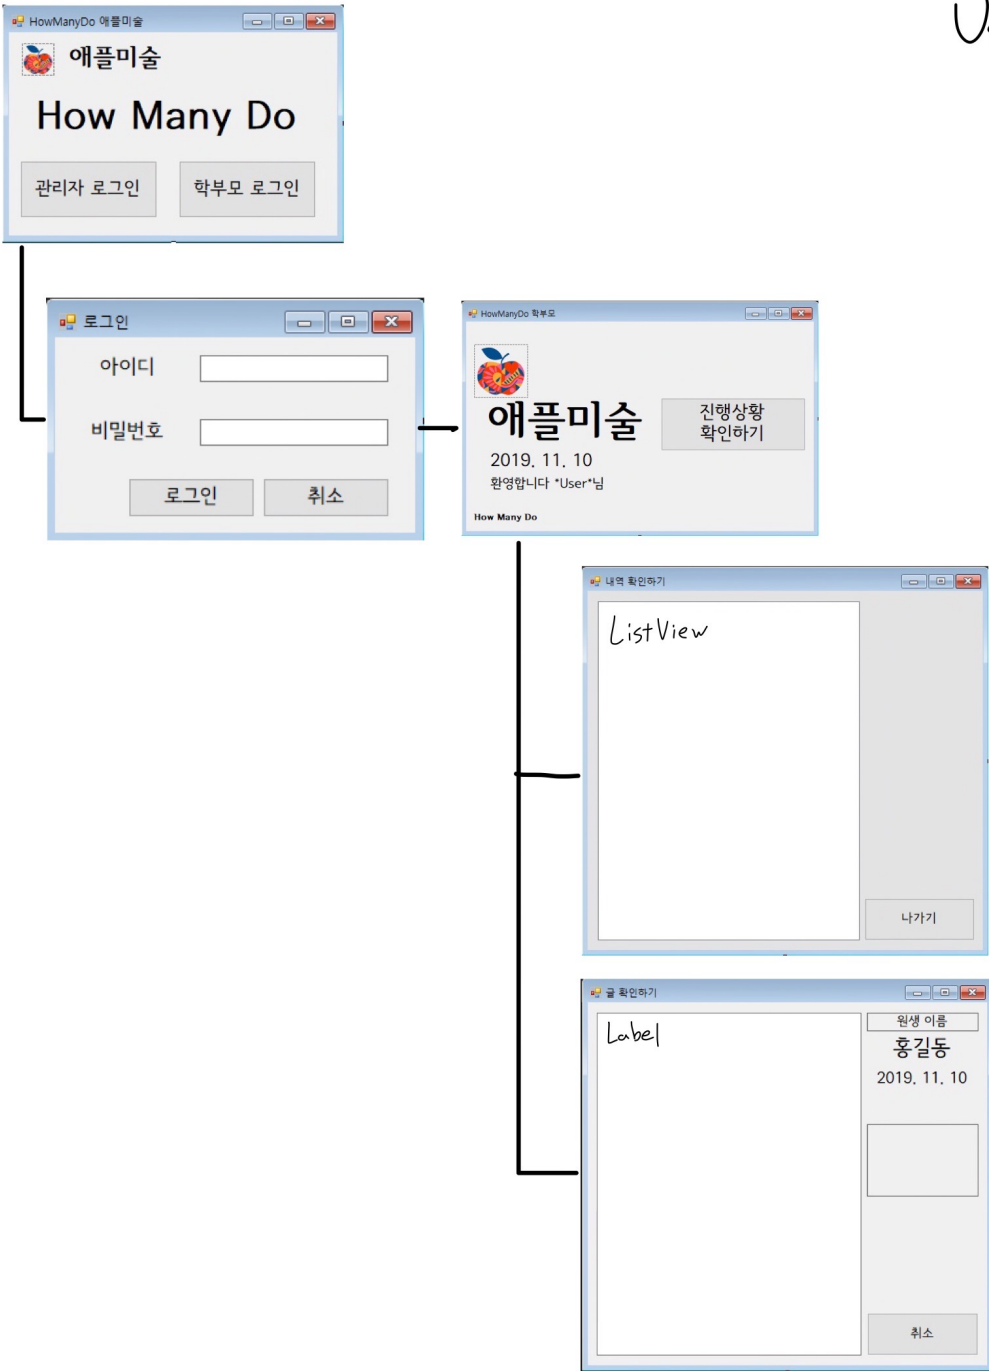 HowManyDo 애플미술
애플미술
How Many Do
관리자 로그인
학부모 로그인
로그인
아이디
비밀번호
로그인
취소
HowManyDo 학부모
애플미술
진행상황
확인하기
2019. 11. 10
환영합니다 *User*님
How Many Do
내역 확인하기
ListView
나가기
글 확인하기
Label
원생 이름
홍길동
2019. 11. 10
취소